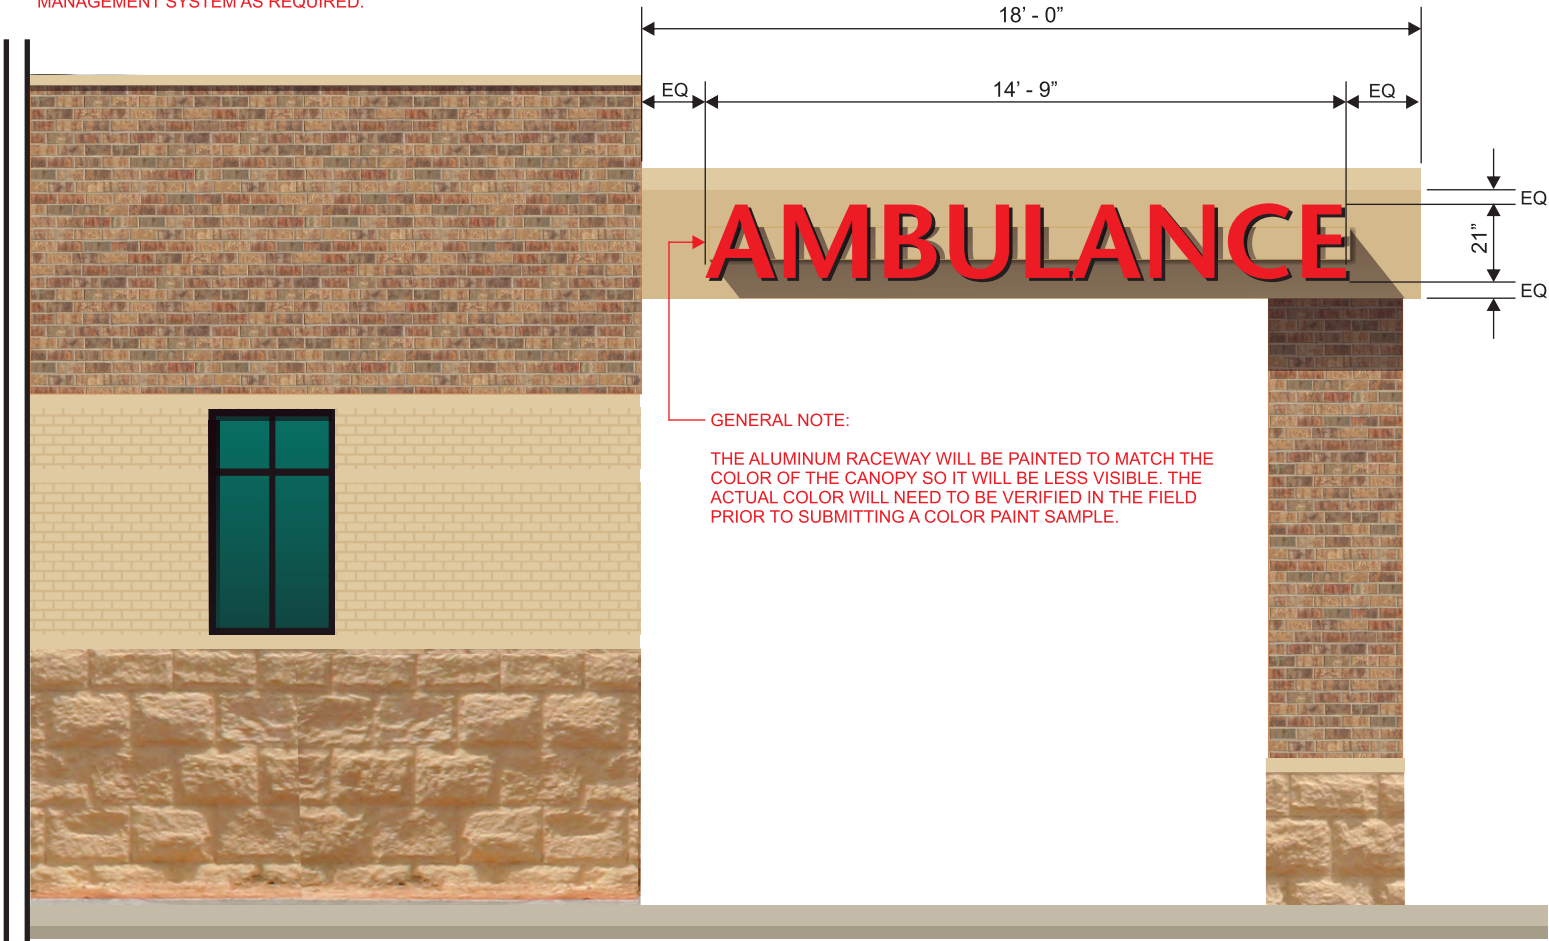 MANAGEMENT SYSTEM AS REQUIRED.
18’ - 0”
EQ
14’ - 9”
EQ
EQ
AMBULANCE
21”
EQ
GENERAL NOTE:
THE ALUMINUM RACEWAY WILL BE PAINTED TO MATCH THE
COLOR OF THE CANOPY SO IT WILL BE LESS VISIBLE. THE
ACTUAL COLOR WILL NEED TO BE VERIFIED IN THE FIELD
PRIOR TO SUBMITTING A COLOR PAINT SAMPLE.